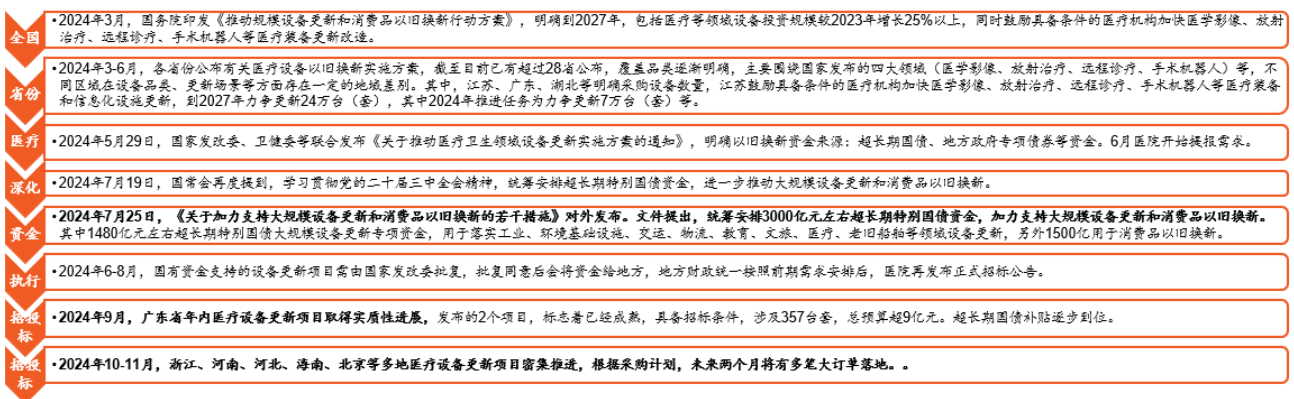 全国
•2024年3月，国务院印发《推动规模设备更新和消费品以旧换新行动方案》，明确到2027年，包括医疗等领域设备投资规模较2023年增长25%以上，同时鼓励具备条件的医疗机构加快医学影像、放射
治疗、远程诊疗、手术机器人等医疗装备更新改造。
省份
•2024年3-6月，各省份公布有关医疗设备以旧换新实施方案，截至目前已有超过28省公布，覆盖品类逐渐明确，主要围绕国家发布的四大领域（医学影像、放射治疗、远程诊疗、手术机器人）等，不
同区域在设备品类、更新场景等方面存在一定的地域差别。其中，江苏、广东、湖北等明确采购设备数量，江苏鼓励具备条件的医疗机构加快医学影像、放射治疗、远程诊疗、手术机器人等医疗装备
和信息化设施更新，到2027年力争更新24万台（套），其中2024年推进任务为力争更新7万台（套）等。
医疗
•2024年5月29日，国家发改委、卫健委等联合发布《关于推动医疗卫生领域设备更新实施方案的通知》，明确以旧换新资金来源：超长期国债、地方政府专项债券等资金。6月医院开始提报需求。
深化
•2024年7月19日，国常会再度提到，学习贯彻党的二十届三中全会精神，统筹安排超长期特别国债资金，进一步推动大规模设备更新和消费品以旧换新。
资金
•2024年7月25日，《关于加力支持大规模设备更新和消费品以旧换新的若干措施》对外发布。文件提出，统筹安排3000亿元左右超长期特别国债资金，加力支持大规模设备更新和消费品以旧换新。
其中1480亿元左右超长期特别国债大规模设备更新专项资金，用于落实工业、环境基础设施、交运、物流、教育、文旅、医疗、老旧船舶等领域设备更新，另外1500亿用于消费品以旧换新。
执行
•2024年6-8月，国有资金支持的设备更新项目需由国家发改委批复，批复同意后会将资金给地方，地方财政统一按照前期需求安排后，医院再发布正式招标公告。
招投
标
•2024年9月，广东省年内医疗设备更新项目取得实质性进展，发布的2个项目，标志着已经成熟，具备招标条件，涉及357台套，总预算超9亿元。超长期国债补贴逐步到位。
招投
标
•2024年10-11月，浙江、河南、河北、海南、北京等多地医疗设备更新项目密集推进，根据采购计划，未来两个月将有多笔大订单落地。。